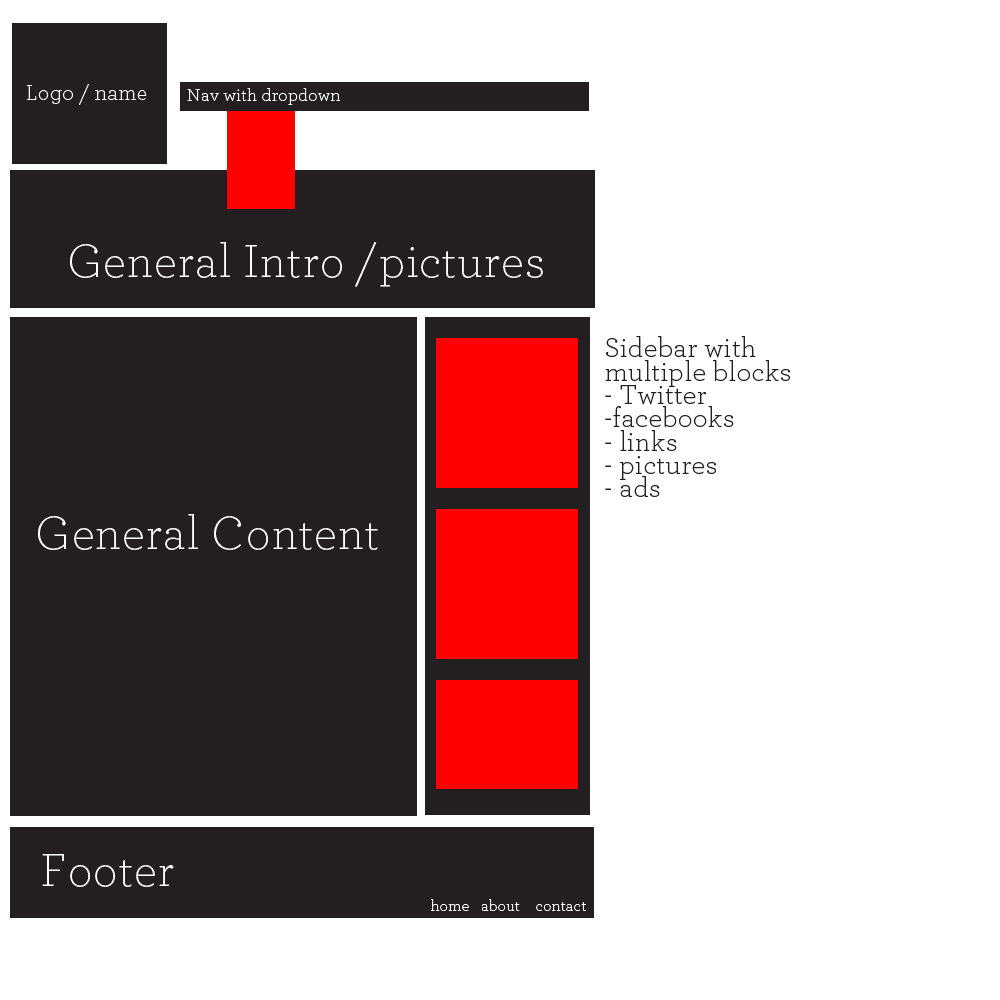 Logo / name
Nav with dropdown
General Intro /pictures
General Content
Sidebar with
multiple blocks
- Twitter
-facebooks
- links
- pictures
- ads
Footer
home about contact